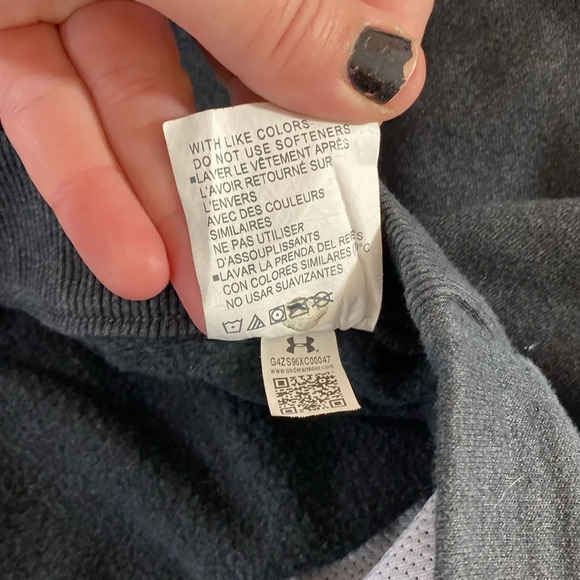 WITH LIKE COLORS
DO NOT USE SOFTENERS
▪LAVER LE VÊTEMENT APRÈS
L'AVOIR RETOURNÉ SUR
L'ENVERS
AVEC DES COULEURS
SIMILAIRES
NE PAS UTILISER
D'ASSOUPLISSANTS
▪LAVAR LA PRENDA DEL
CON COLORES SIMILARES
NO USAR SUAVIZANTES
G4ZS96XC00047
www.underarmour.com